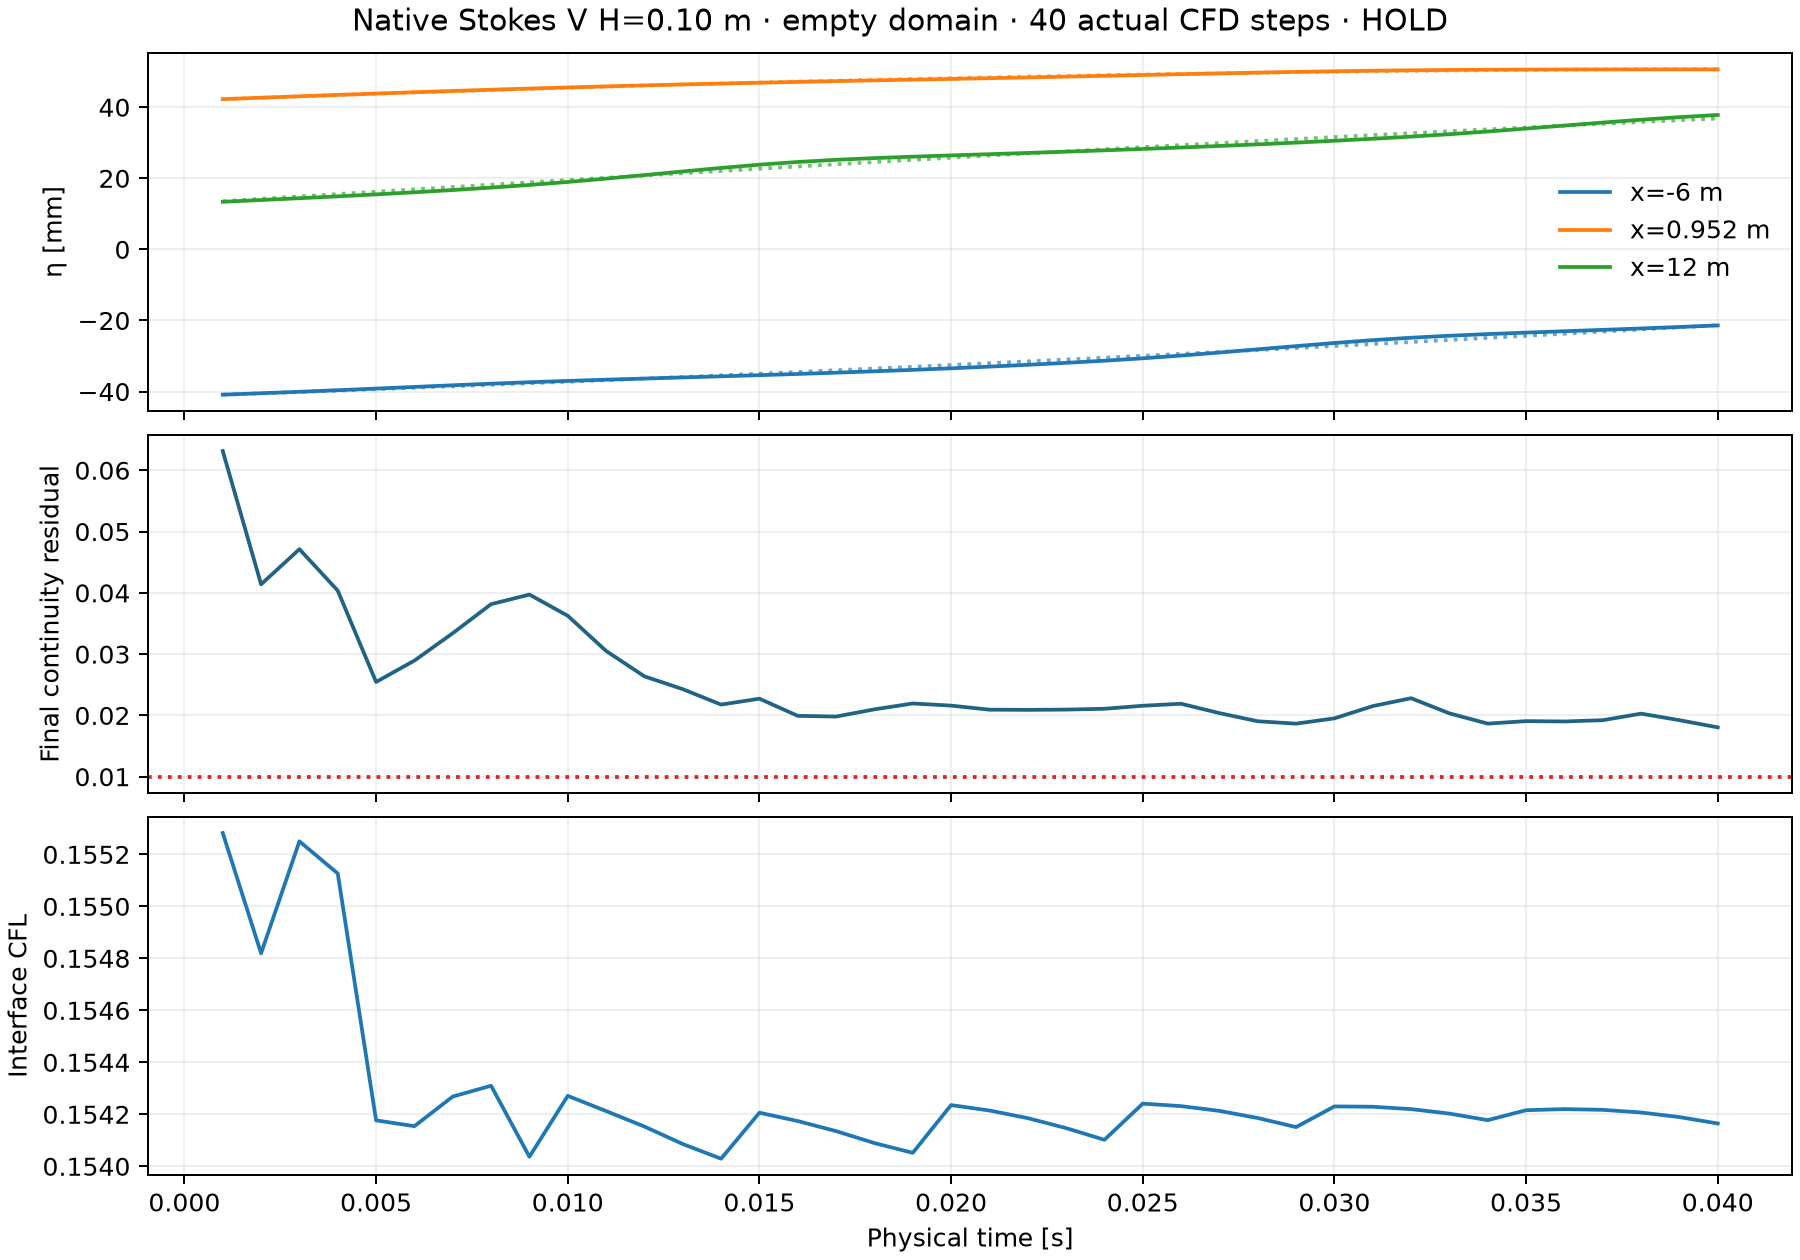 Native Stokes V H=0.10 m · empty domain · 40 actual CFD steps · HOLD
η [mm]
40
20
0
−20
−40
x=-6 m
x=0.952 m
x=12 m
Final continuity residual
0.06
0.05
0.04
0.03
0.02
0.01
Interface CFL
0.1552
0.1550
0.1548
0.1546
0.1544
0.1542
0.1540
0.000 0.005 0.010 0.015 0.020 0.025 0.030 0.035 0.040
Physical time [s]